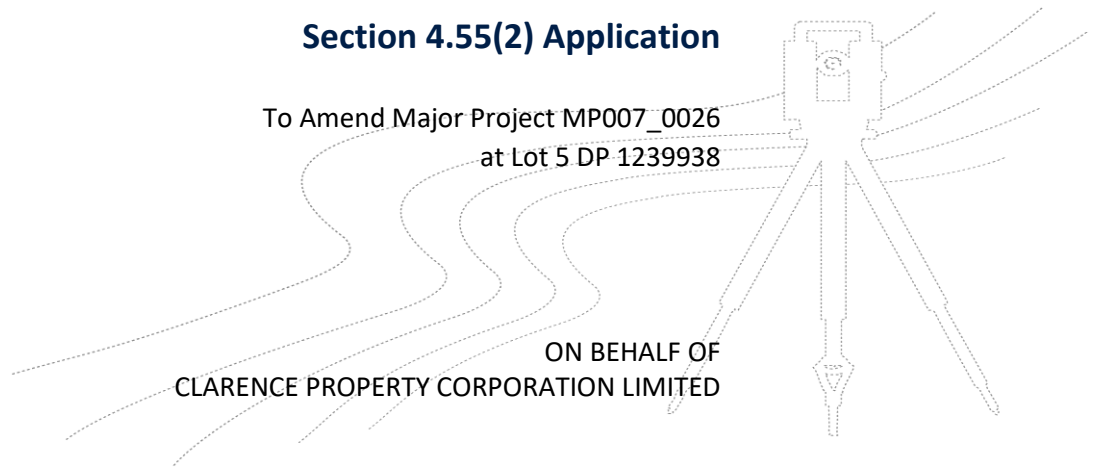 Section 4.55(2) Application
To Amend Major Project MP007_0026
at Lot 5 DP 1239938
ON BEHALF OF
CLARENCE PROPERTY CORPORATION LIMITED